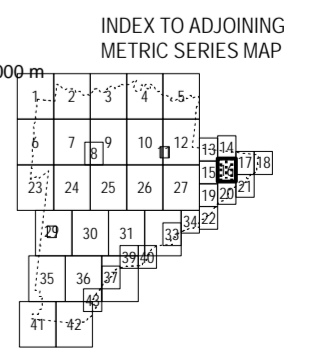 INDEX TO ADJOINING
METRIC SERIES MAP
000 m
1 2 3 4 5
6 7 8 9 10 11 12
13 14
15 16 17 18
23 24 25 26 27
19 20 21
22
29 30 31 33 34
35 36 37 39 40
43
41 42